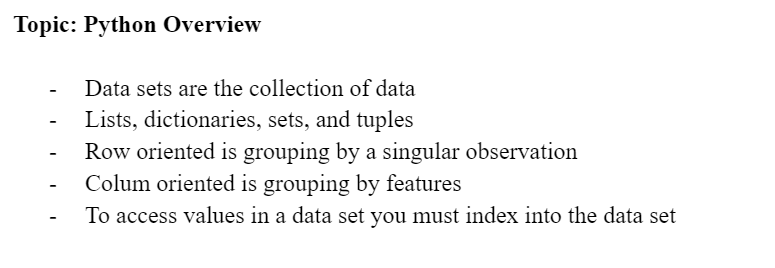 Topic: Python Overview
- Data sets are the collection of data
- Lists, dictionaries, sets, and tuples
- Row oriented is grouping by a singular observation
- Colum oriented is grouping by features
- To access values in a data set you must index into the data set